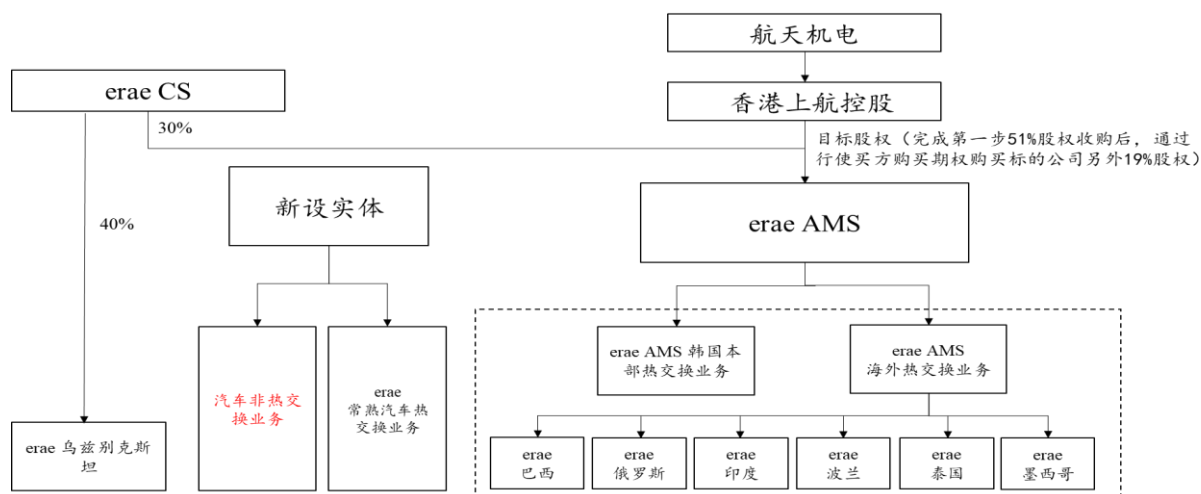 航天机电
erae CS
香港上航控股
30%
目标股权（完成第一步51%股权收购后，通过
行使买方购买期权购买标的公司另外19%股权）
40%
新设实体
erae AMS
汽车非热交
换业务
erae
常熟汽车热
交换业务
erae AMS 韩国本
部热交换业务
erae AMS
海外热交换业务
erae 乌兹别克斯
坦
erae
巴西
erae
俄罗斯
erae
印度
erae
波兰
erae
泰国
erae
墨西哥